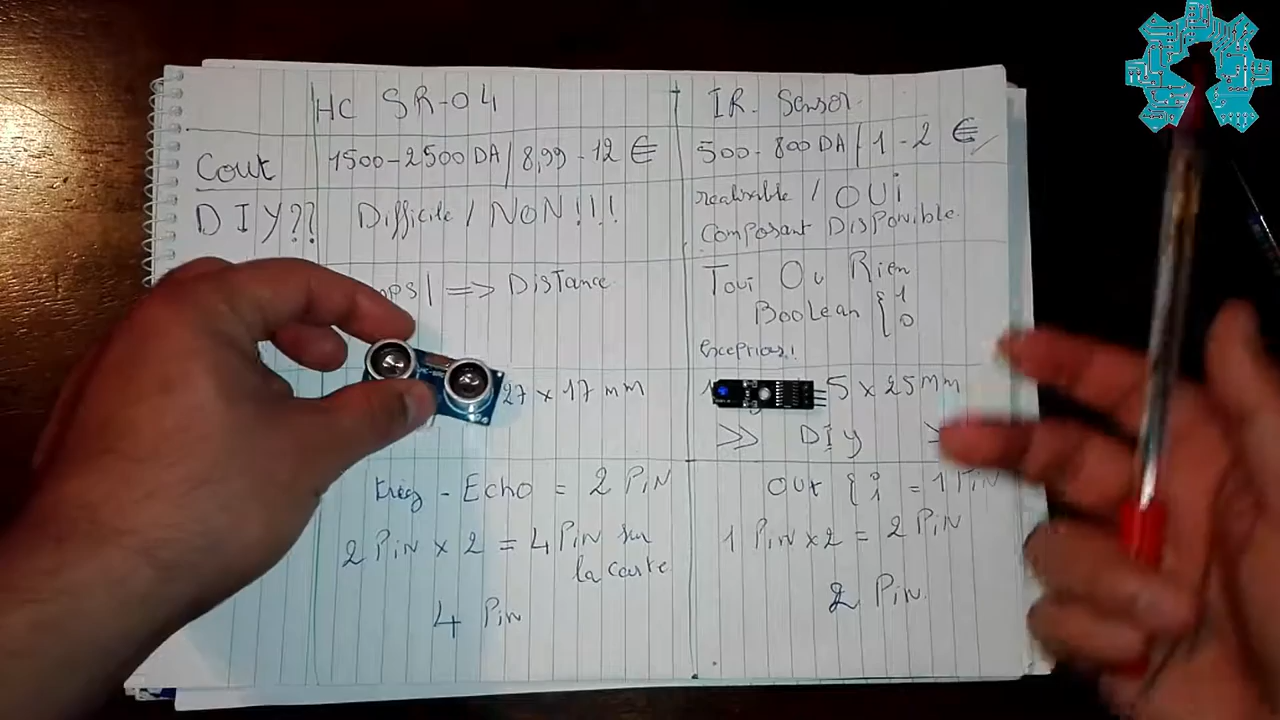 HC SR-04
IR-Sensor
Cout
1500-2500 DA / 8,99 - 12 €
500-800 DA / 1-2 €
DIY??
Difficile / NON!!!
realisable / OUi
composant Disponible.
=> Distance
Tout Ou Rien
Boolean { 1
0
27 x 17 mm
5 x 25 mm
>> DIY
trig - Echo = 2 PiN
Out { = 1 PiN
2 PiN x 2 = 4 PiN sur
la carte
1 PiN x 2 = 2 PiN
4 Pin
2 Pin.